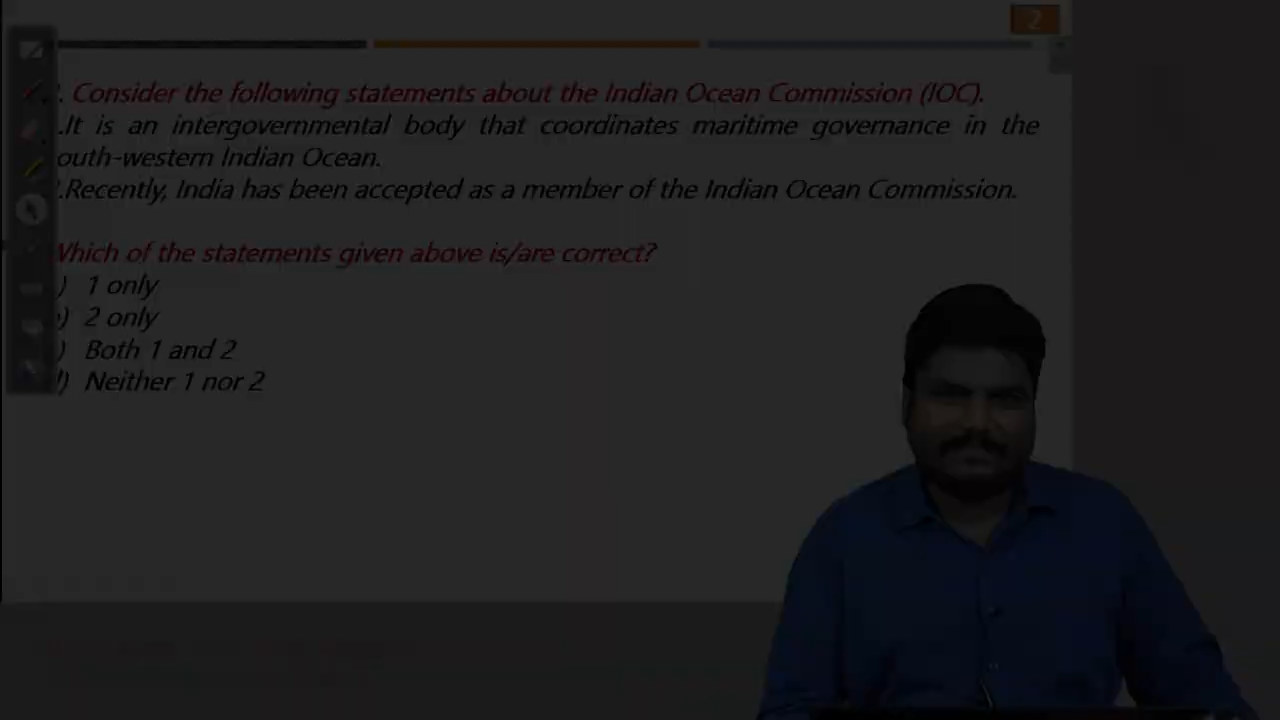 2
. Consider the following statements about the Indian Ocean Commission (IOC).
.It is an intergovernmental body that coordinates maritime governance in the
outh-western Indian Ocean.
.Recently, India has been accepted as a member of the Indian Ocean Commission.
Which of the statements given above is/are correct?
) 1 only
) 2 only
) Both 1 and 2
) Neither 1 nor 2